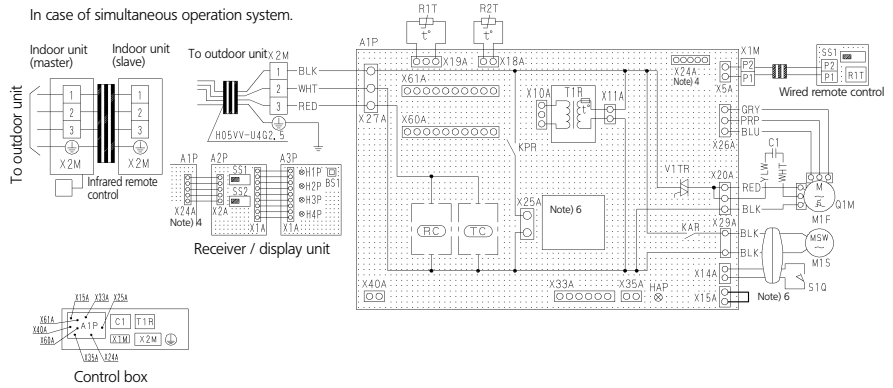 In case of simultaneous operation system.
Indoor unit (master)
Indoor unit (slave)
To outdoor unit
1
2
3
X2M
1
2
3
X2M
Infrared remote control
To outdoor unit
X2M
1 BLK
2 WHT
3 RED
H05VV-U4G2.5
A1P
X24A
Note) 4
A2P
SS1
SS2
X2A
X1A
A3P
H1P
H2P
H3P
H4P
BS1
X1A
Receiver / display unit
R1T
t°
R2T
t°
A1P
X19A
X18A
X27A
X61A
X60A
X10A
T1R
t°
X11A
KPR
X25A
Note) 6
RC
TC
V1TR
KAR
X40A
X33A
X35A
HAP
X24A
Note) 4
X1M
P2
P1
X5A
SS1
P2
P1
R1T
Wired remote control
X26A
GRY
PRP
BLU
C1
YLW
WHT
X20A
RED
BLK
M
~
Q1M
M1F
X29A
BLK
BLK
MSW
~
M1S
X14A
S1Q
X15A
Note) 6
X15A
X33A
X25A
X61A
X40A
X60A
A1P
X35A
X24A
C1
T1R
X1M
X2M
Control box